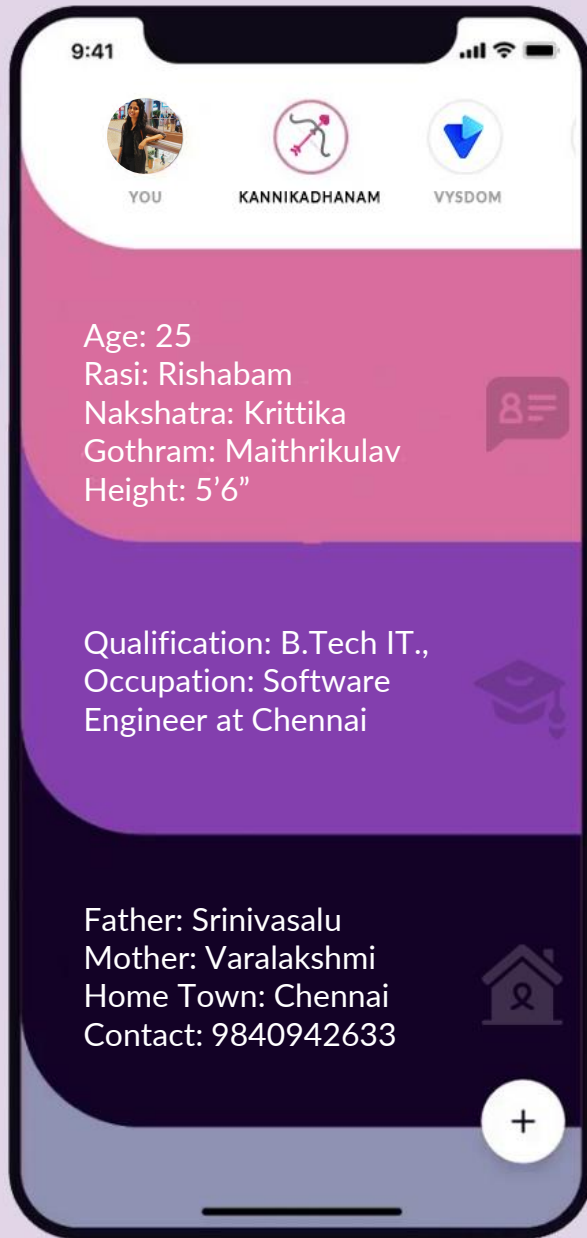 9:41
YOU
KANNIKADHANAM
VYSDOM
Age: 25
Rasi: Rishabam
Nakshatra: Krittika
Gothram: Maithrikulav
Height: 5’6”
Qualification: B.Tech IT.,
Occupation: Software
Engineer at Chennai
Father: Srinivasalu
Mother: Varalakshmi
Home Town: Chennai
Contact: 9840942633
+